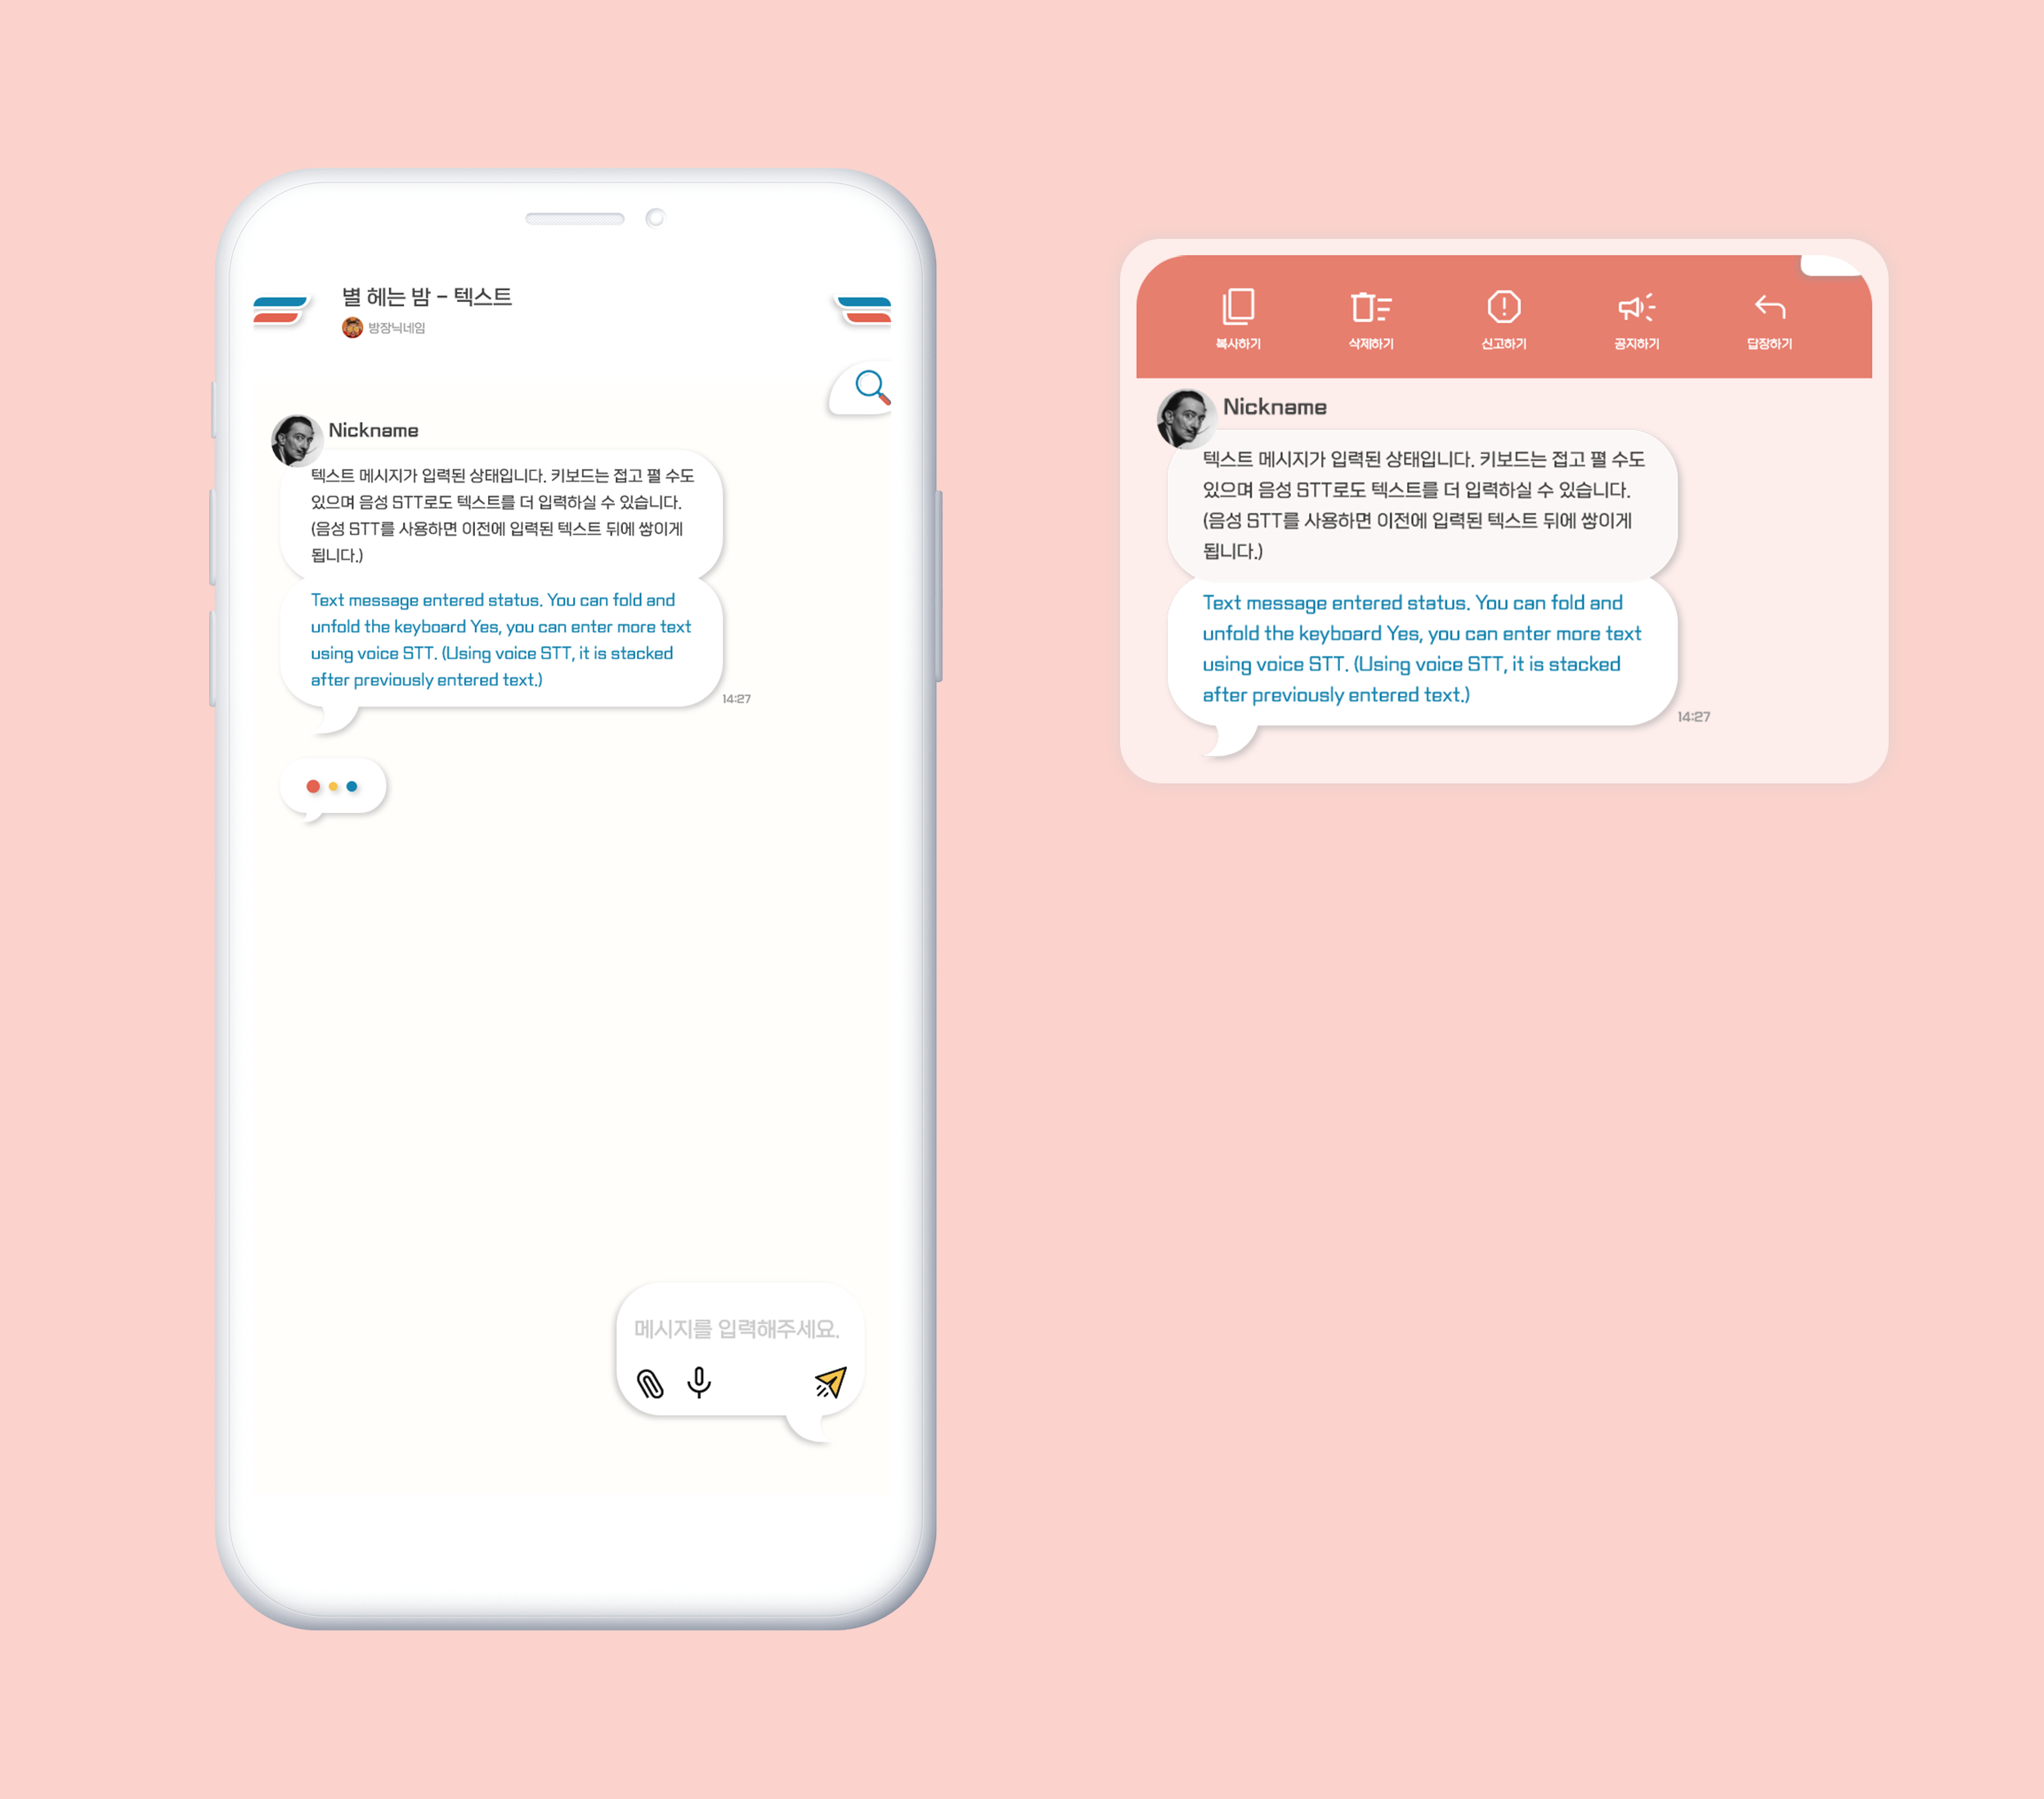 별 헤는 밤 - 텍스트
방장닉네임
Nickname
텍스트 메시지가 입력된 상태입니다. 키보드는 접고 펼 수도
있으며 음성 STT로도 텍스트를 더 입력하실 수 있습니다.
(음성 STT를 사용하면 이전에 입력된 텍스트 뒤에 쌓이게
됩니다.)
Text message entered status. You can fold and
unfold the keyboard Yes, you can enter more text
using voice STT. (Using voice STT, it is stacked
after previously entered text.)
14:27
메시지를 입력해주세요.
복사하기
삭제하기
신고하기
공지하기
답장하기
Nickname
텍스트 메시지가 입력된 상태입니다. 키보드는 접고 펼 수도
있으며 음성 STT로도 텍스트를 더 입력하실 수 있습니다.
(음성 STT를 사용하면 이전에 입력된 텍스트 뒤에 쌓이게
됩니다.)
Text message entered status. You can fold and
unfold the keyboard Yes, you can enter more text
using voice STT. (Using voice STT, it is stacked
after previously entered text.)
14:27